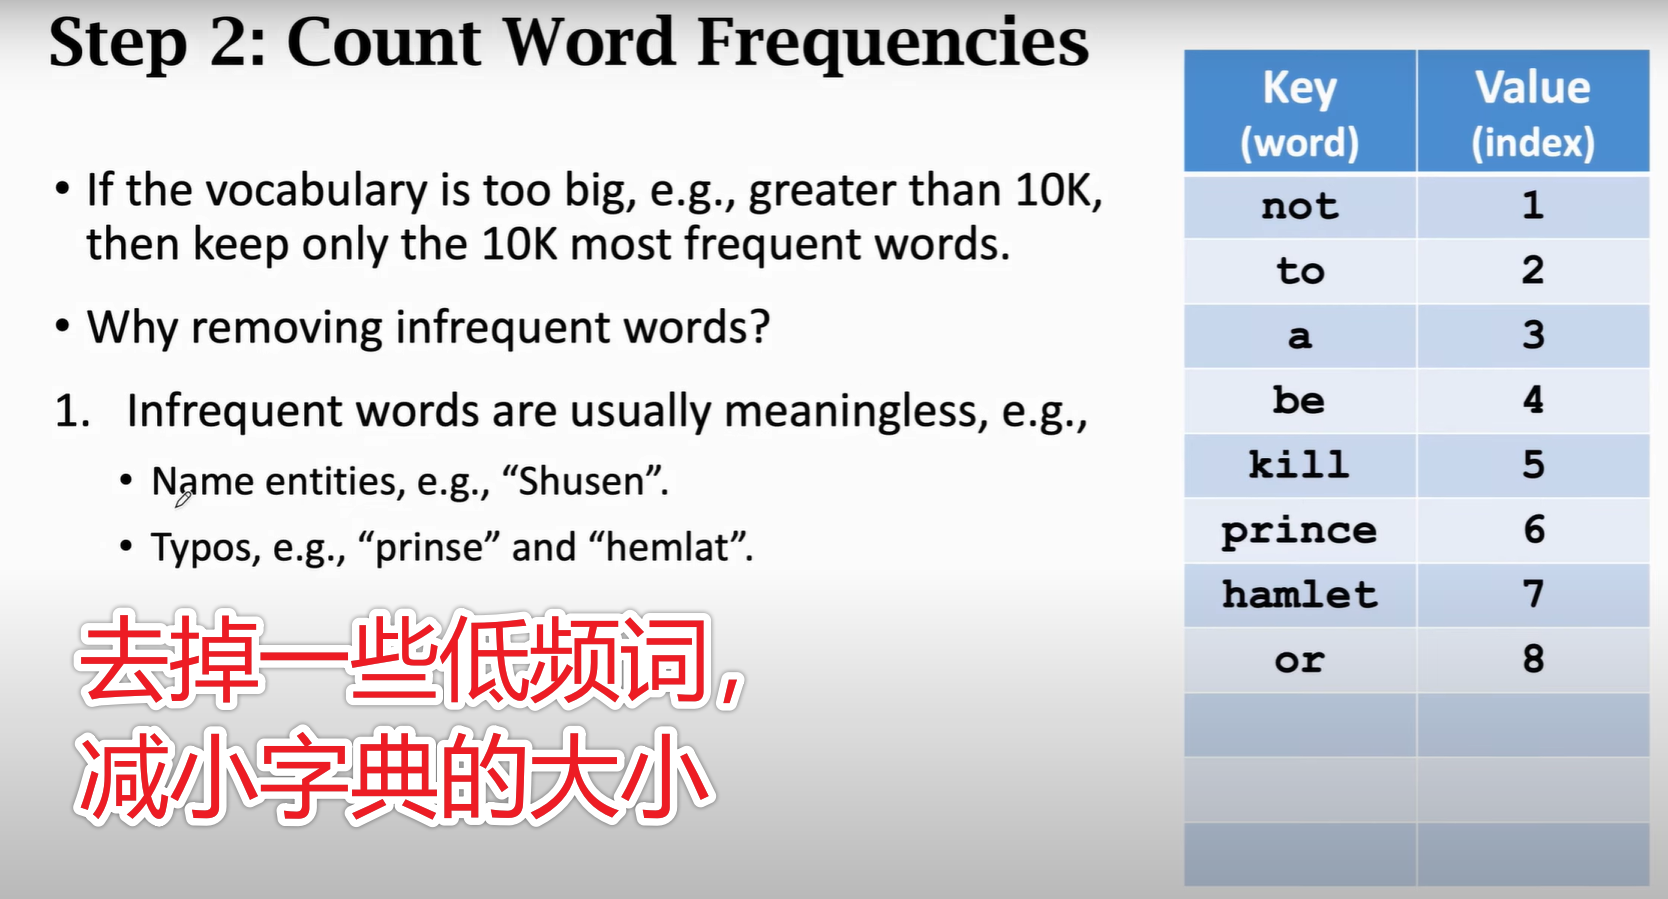 Step 2: Count Word Frequencies
• If the vocabulary is too big, e.g., greater than 10K,
then keep only the 10K most frequent words.
• Why removing infrequent words?
1. Infrequent words are usually meaningless, e.g.,
• Name entities, e.g., “Shusen”.
• Typos, e.g., “prinse” and “hemlat”.
去掉一些低频词，
减小字典的大小
Key Value
(word) (index)
not 1
to 2
a 3
be 4
kill 5
prince 6
hamlet 7
or 8